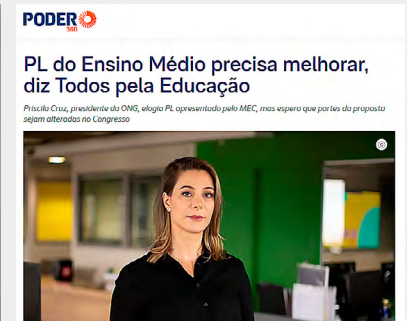 PODER
360
PL do Ensino Médio precisa melhorar,
diz Todos pela Educação
Priscila Cruz, presidente da ONG, elogia PL apresentado pelo MEC, mas espera que partes da proposta
sejam alteradas no Congresso